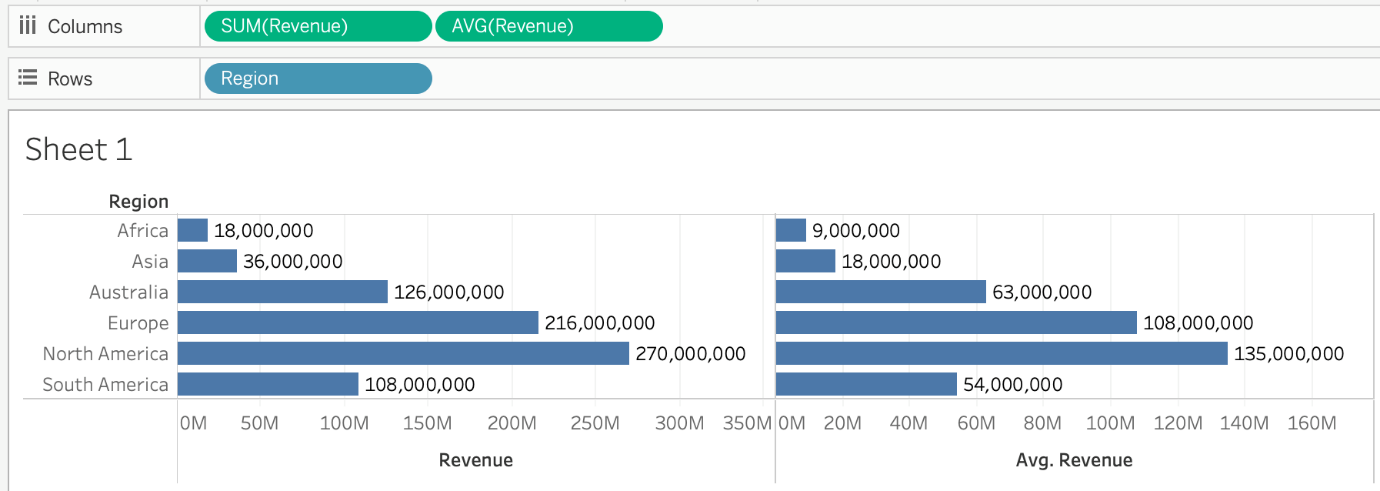 Columns SUM(Revenue) AVG(Revenue)
Rows Region
Sheet 1
Region
Africa 18,000,000 9,000,000
Asia 36,000,000 18,000,000
Australia 126,000,000 63,000,000
Europe 216,000,000 108,000,000
North America 270,000,000 135,000,000
South America 108,000,000 54,000,000
0M 50M 100M 150M 200M 250M 300M 350M 0M 20M 40M 60M 80M 100M 120M 140M 160M
Revenue Avg. Revenue